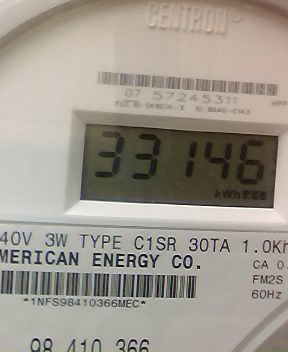 CENTRON®
07 57245311
33146
kWh
40V 3W TYPE C1SR 30TA 1.0Kh
MERICAN ENERGY CO.
CA 0.
FM2S
60Hz
*1NFS98410366MEC*
98 410 366